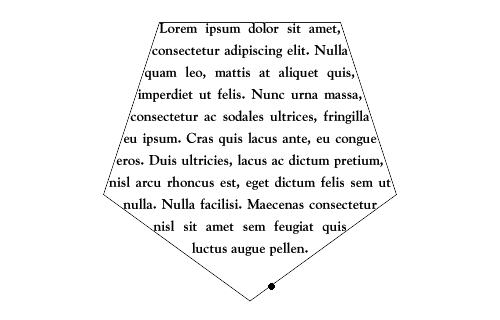 Lorem ipsum dolor sit amet,
consectetur adipiscing elit. Nulla
quam leo, mattis at aliquet quis,
imperdiet ut felis. Nunc urna massa,
consectetur ac sodales ultrices, fringilla
eu ipsum. Cras quis lacus ante, eu congue
eros. Duis ultricies, lacus ac dictum pretium,
nisl arcu rhoncus est, eget dictum felis sem ut
nulla. Nulla facilisi. Maecenas consectetur
nisl sit amet sem feugiat quis
luctus augue pellen.